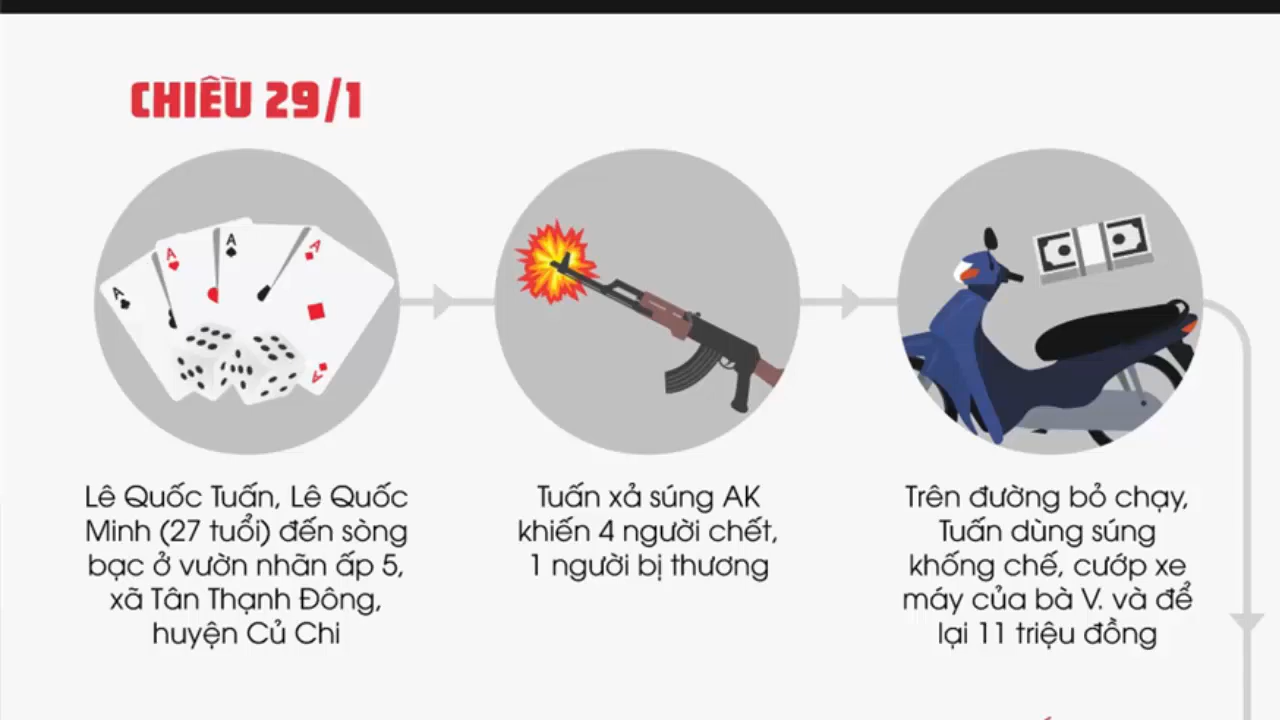 CHIỀU 29/1
Lê Quốc Tuấn, Lê Quốc
Minh (27 tuổi) đến sòng
bạc ở vườn nhãn ấp 5,
xã Tân Thạnh Đông,
huyện Củ Chi
Tuấn xả súng AK
khiến 4 người chết,
1 người bị thương
Trên đường bỏ chạy,
Tuấn dùng súng
khống chế, cướp xe
máy của bà V. và để
lại 11 triệu đồng